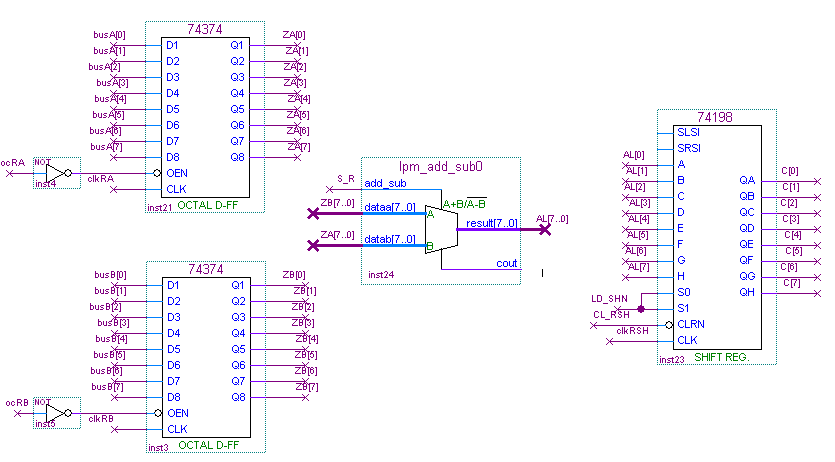 74374
busA[0] D1 Q1 ZA[0]
busA[1] D2 Q2 ZA[1]
busA[2] D3 Q3 ZA[2]
busA[3] D4 Q4 ZA[3]
busA[4] D5 Q5 ZA[4]
busA[5] D6 Q6 ZA[5]
busA[6] D7 Q7 ZA[6]
busA[7] D8 Q8 ZA[7]
ocRA NOT OEN
inst4 clkRA CLK
inst21 OCTAL D-FF
lpm_add_sub0
S_R add_sub A+B/A-B
ZB[7..0] dataa[7..0] A
result[7..0] AL[7..0]
ZA[7..0] datab[7..0] B
cout
inst24 I
74198
SLSI
SRSI
AL[0] A
AL[1] B QA C[0]
AL[2] C QB C[1]
AL[3] D QC C[2]
AL[4] E QD C[3]
AL[5] F QE C[4]
AL[6] G QF C[5]
AL[7] H QG C[6]
S0 QH C[7]
LD_SHN S1
CL_RSH CLRN
clkRSH CLK
inst23 SHIFT REG.
74374
busB[0] D1 Q1 ZB[0]
busB[1] D2 Q2 ZB[1]
busB[2] D3 Q3 ZB[2]
busB[3] D4 Q4 ZB[3]
busB[4] D5 Q5 ZB[4]
busB[5] D6 Q6 ZB[5]
busB[6] D7 Q7 ZB[6]
busB[7] D8 Q8 ZB[7]
ocRB NOT OEN
inst5 clkRB CLK
inst3 OCTAL D-FF